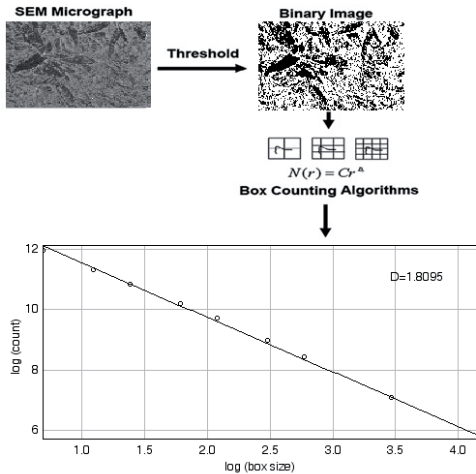 SEM Micrograph
Binary Image
Threshold
N(r) = Cr^Δ
Box Counting Algorithms
12
10
8
6
log (count)
D=1.8095
1.0 1.5 2.0 2.5 3.0 3.5 4.0
log (box size)